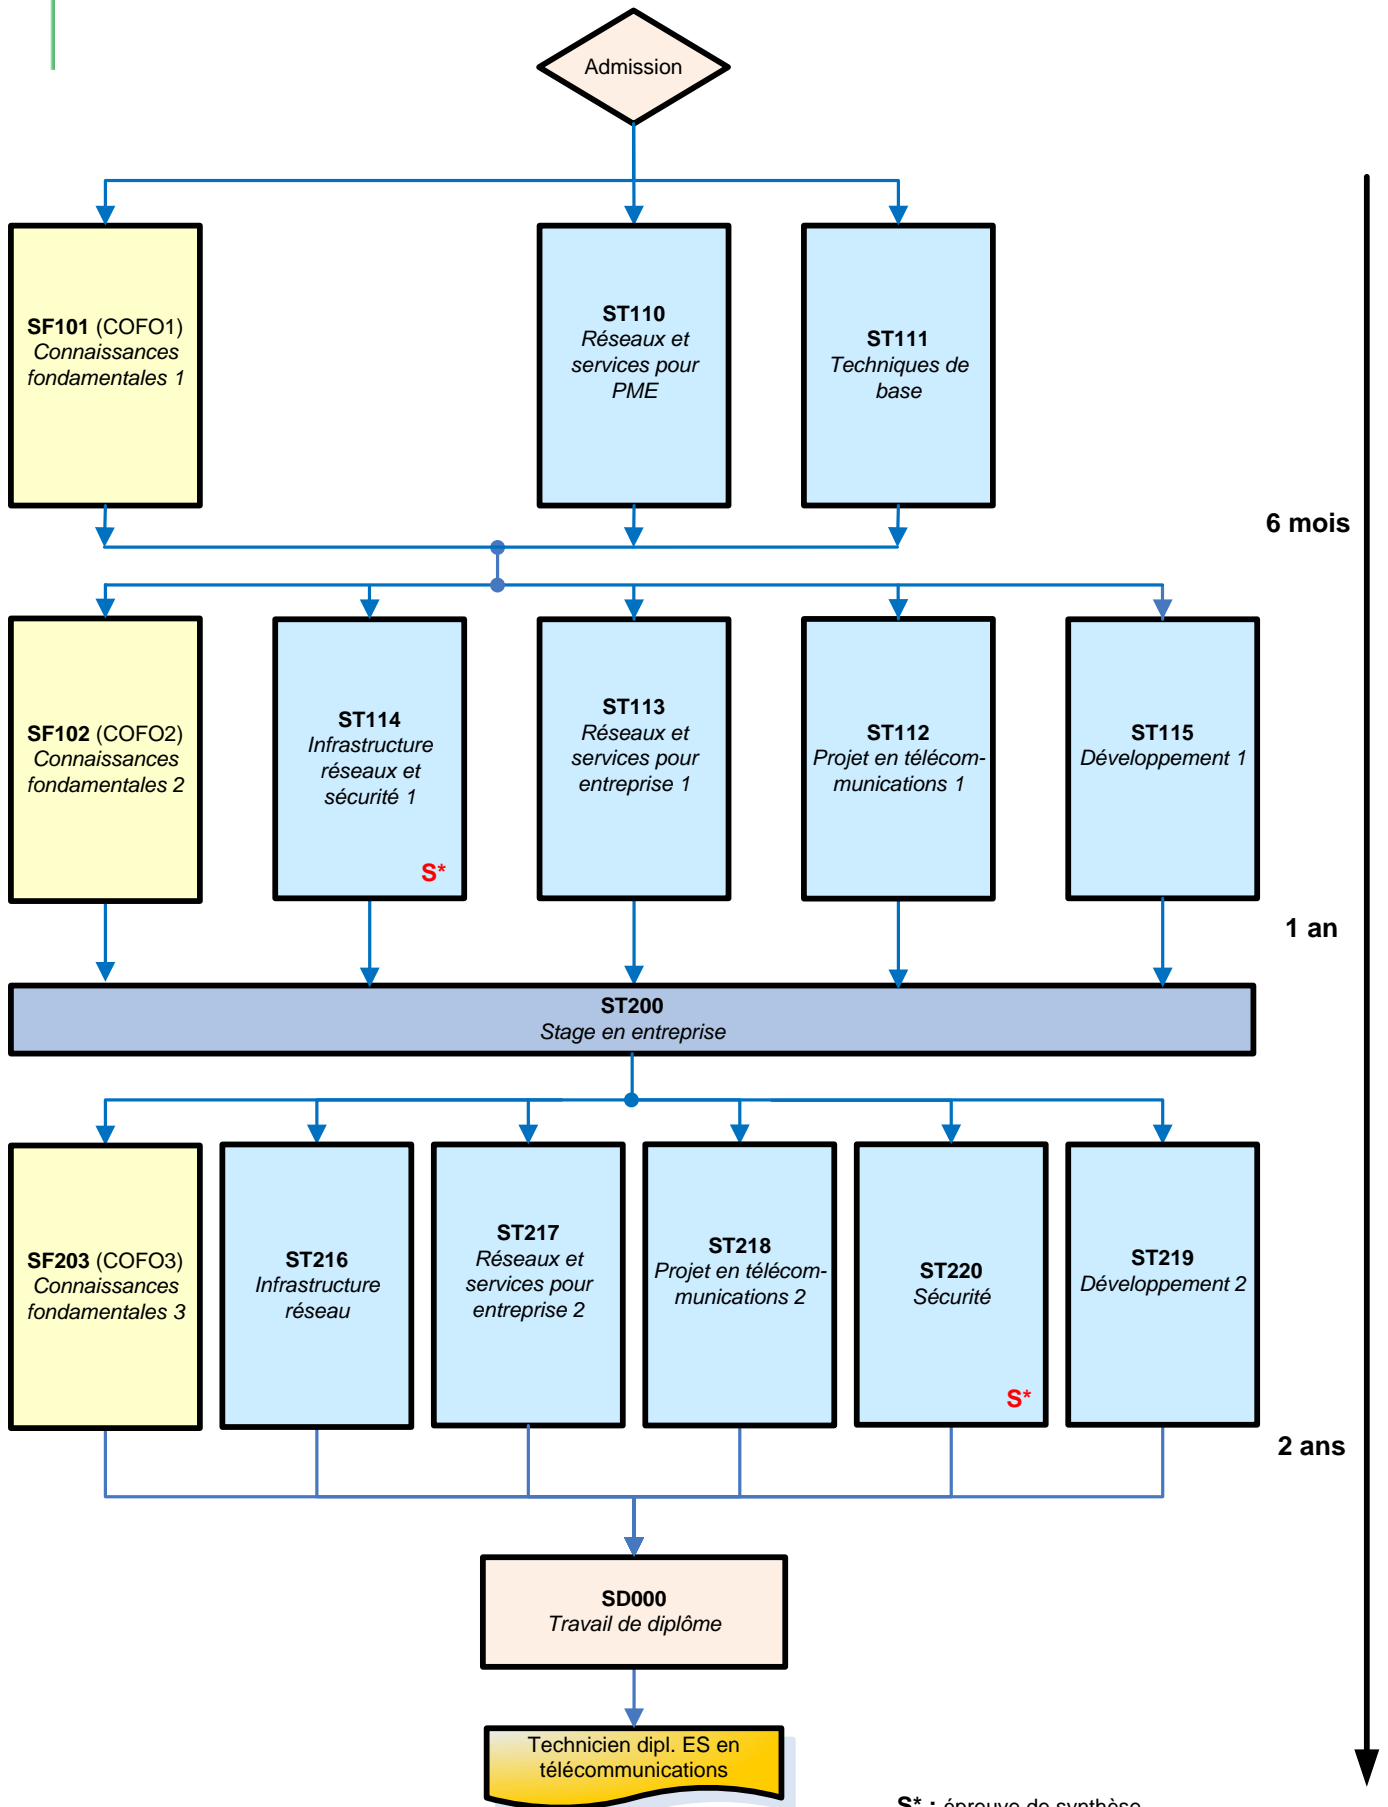 Admission
SF101 (COFO1)
Connaissances
fondamentales 1
ST110
Réseaux et
services pour
PME
ST111
Techniques de
base
6 mois
SF102 (COFO2)
Connaissances
fondamentales 2
ST114
Infrastructure
réseaux et
sécurité 1
S*
ST113
Réseaux et
services pour
entreprise 1
ST112
Projet en télécom-
munications 1
ST115
Développement 1
1 an
ST200
Stage en entreprise
SF203 (COFO3)
Connaissances
fondamentales 3
ST216
Infrastructure
réseau
ST217
Réseaux et
services pour
entreprise 2
ST218
Projet en télécom-
munications 2
ST220
Sécurité
S*
ST219
Développement 2
2 ans
SD000
Travail de diplôme
Technicien dipl. ES en
télécommunications
S* : épreuve de synthèse